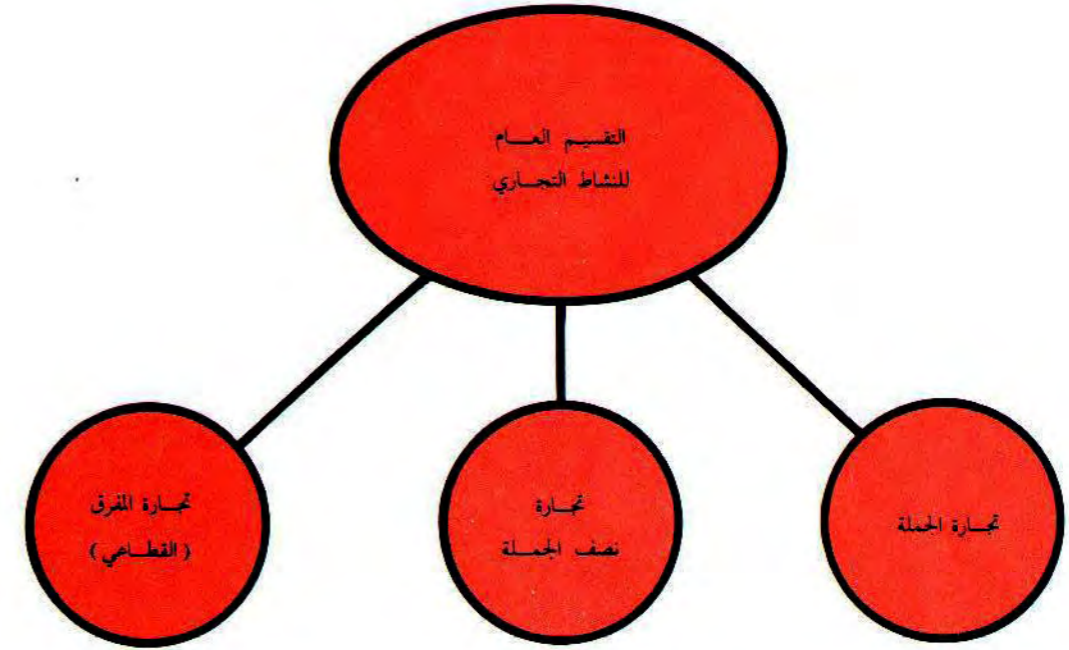 التقسيم العام
للنشاط التجاري
تجارة الجملة
تجارة
نصف الجملة
تجارة المفرق
(القطاعي)